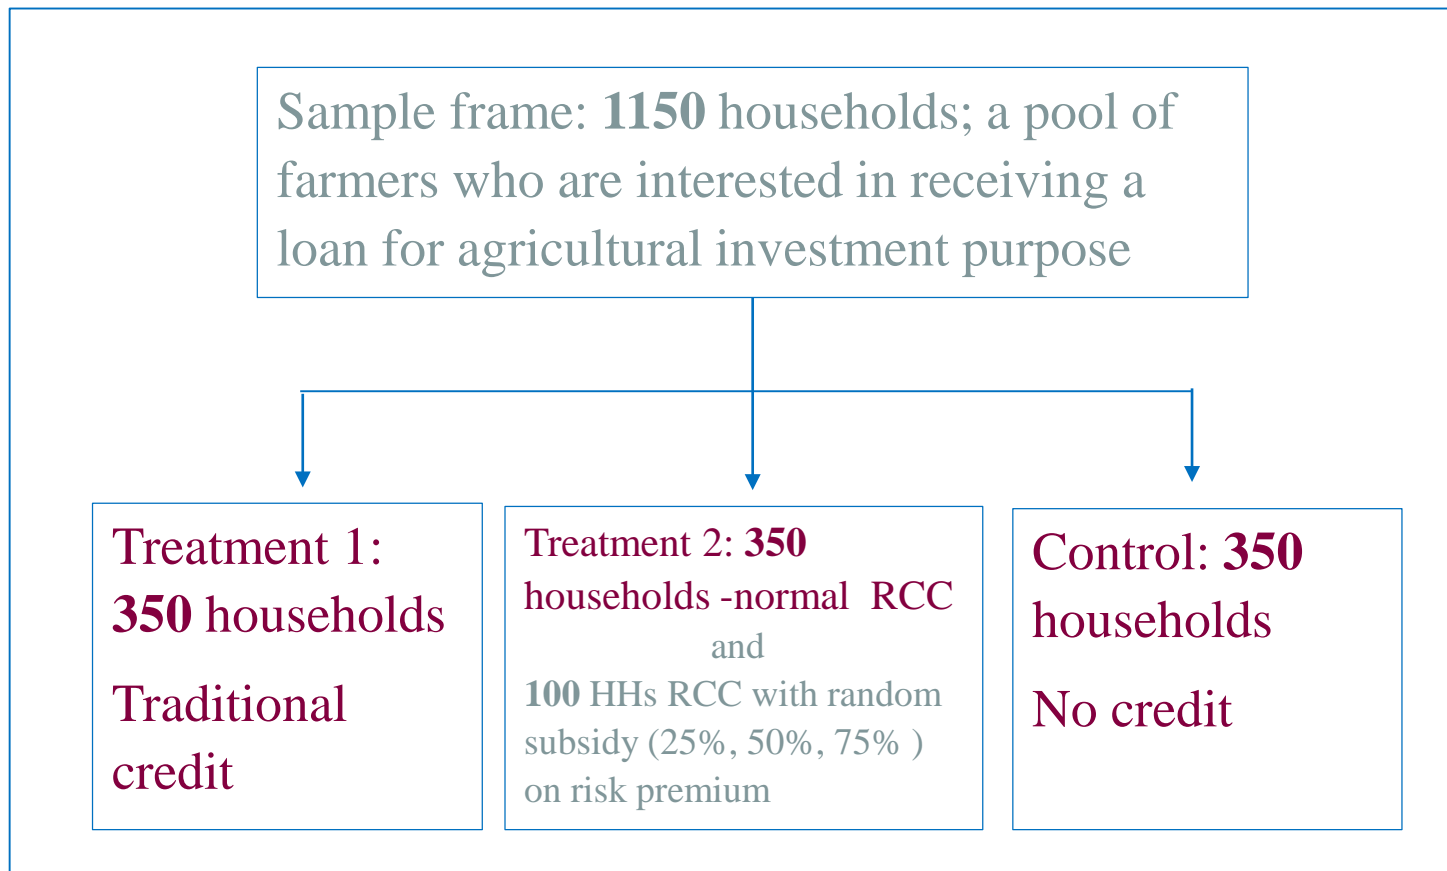 Sample frame: 1150 households; a pool of
farmers who are interested in receiving a
loan for agricultural investment purpose
Treatment 1:
350 households
Traditional
credit
Treatment 2: 350
households -normal RCC
and
100 HHs RCC with random
subsidy (25%, 50%, 75% )
on risk premium
Control: 350
households
No credit